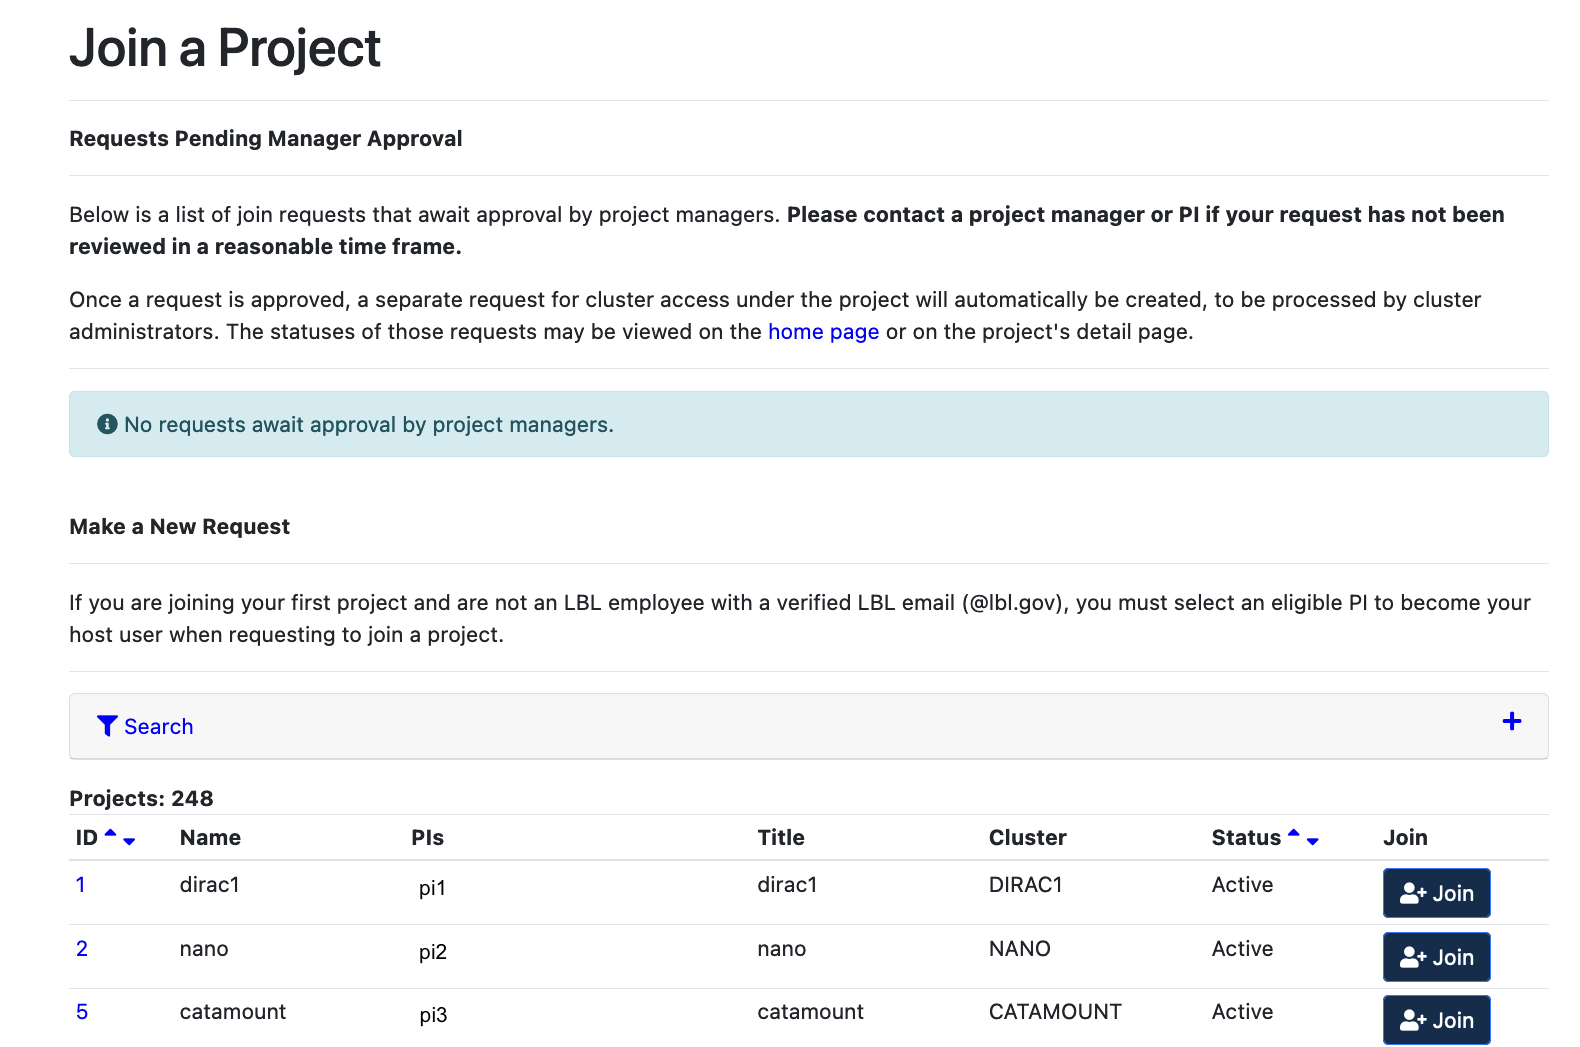 Join a Project
Requests Pending Manager Approval
Below is a list of join requests that await approval by project managers. Please contact a project manager or PI if your request has not been
reviewed in a reasonable time frame.
Once a request is approved, a separate request for cluster access under the project will automatically be created, to be processed by cluster
administrators. The statuses of those requests may be viewed on the home page or on the project's detail page.
No requests await approval by project managers.
Make a New Request
If you are joining your first project and are not an LBL employee with a verified LBL email (@lbl.gov), you must select an eligible PI to become your
host user when requesting to join a project.
Search
Projects: 248
ID Name PIs Title Cluster Status Join
1 dirac1 pi1 dirac1 DIRAC1 Active Join
2 nano pi2 nano NANO Active Join
5 catamount pi3 catamount CATAMOUNT Active Join